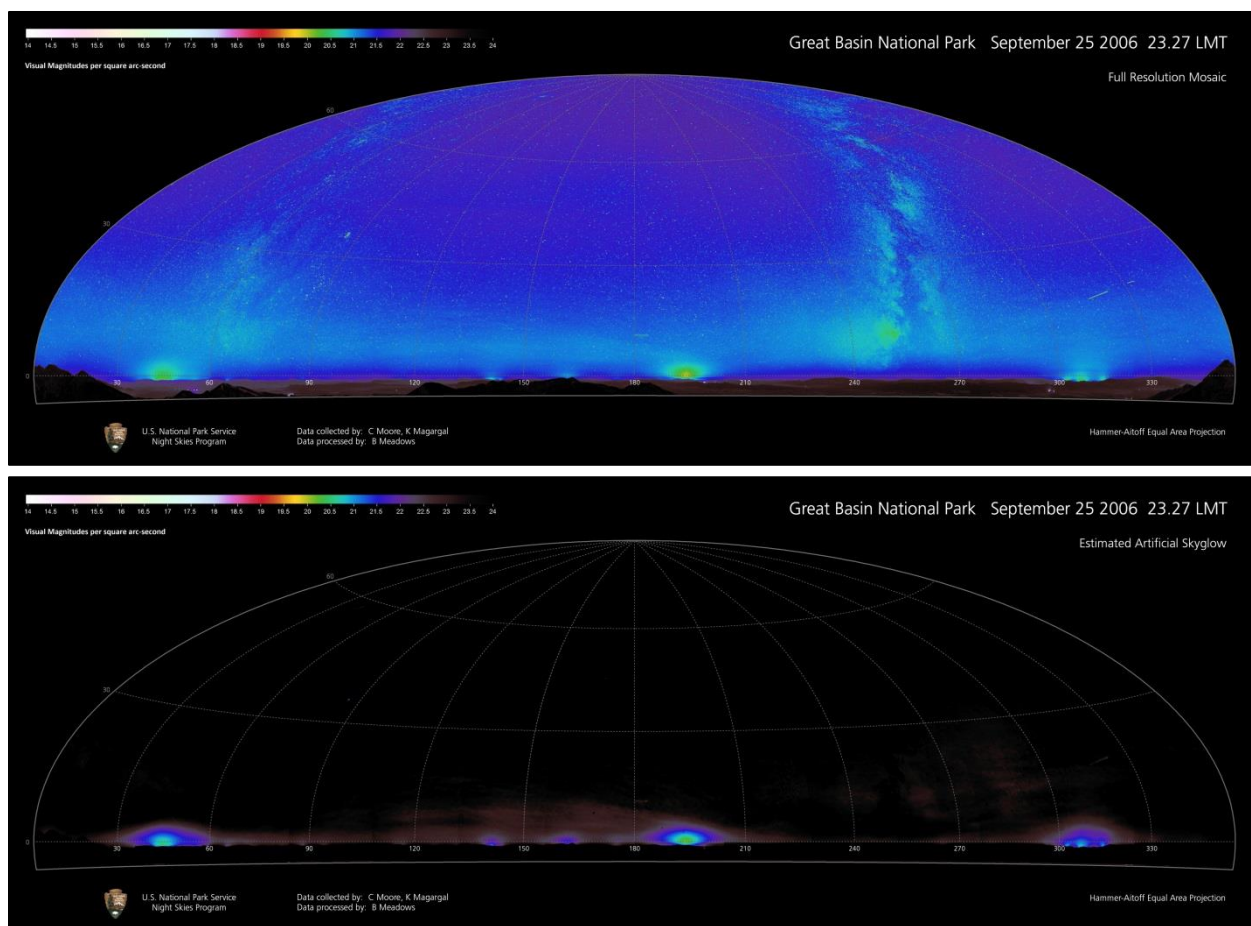 14 14.5 15 15.5 16 16.5 17 17.5 18 18.5 19 19.5 20 20.5 21 21.5 22 22.5 23 23.5 24
Visual Magnitudes per square arc-second
Great Basin National Park September 25 2006 23.27 LMT
Full Resolution Mosaic
60
30
0
30 60 90 120 150 180 210 240 270 300 330
U.S. National Park Service
Night Skies Program
Data collected by: C Moore, K Magargal
Data processed by: B Meadows
Hammer-Aitoff Equal Area Projection
14 14.5 15 15.5 16 16.5 17 17.5 18 18.5 19 19.5 20 20.5 21 21.5 22 22.5 23 23.5 24
Visual Magnitudes per square arc-second
Great Basin National Park September 25 2006 23.27 LMT
Estimated Artificial Skyglow
60
30
0
30 60 90 120 150 180 210 240 270 300 330
U.S. National Park Service
Night Skies Program
Data collected by: C Moore, K Magargal
Data processed by: B Meadows
Hammer-Aitoff Equal Area Projection